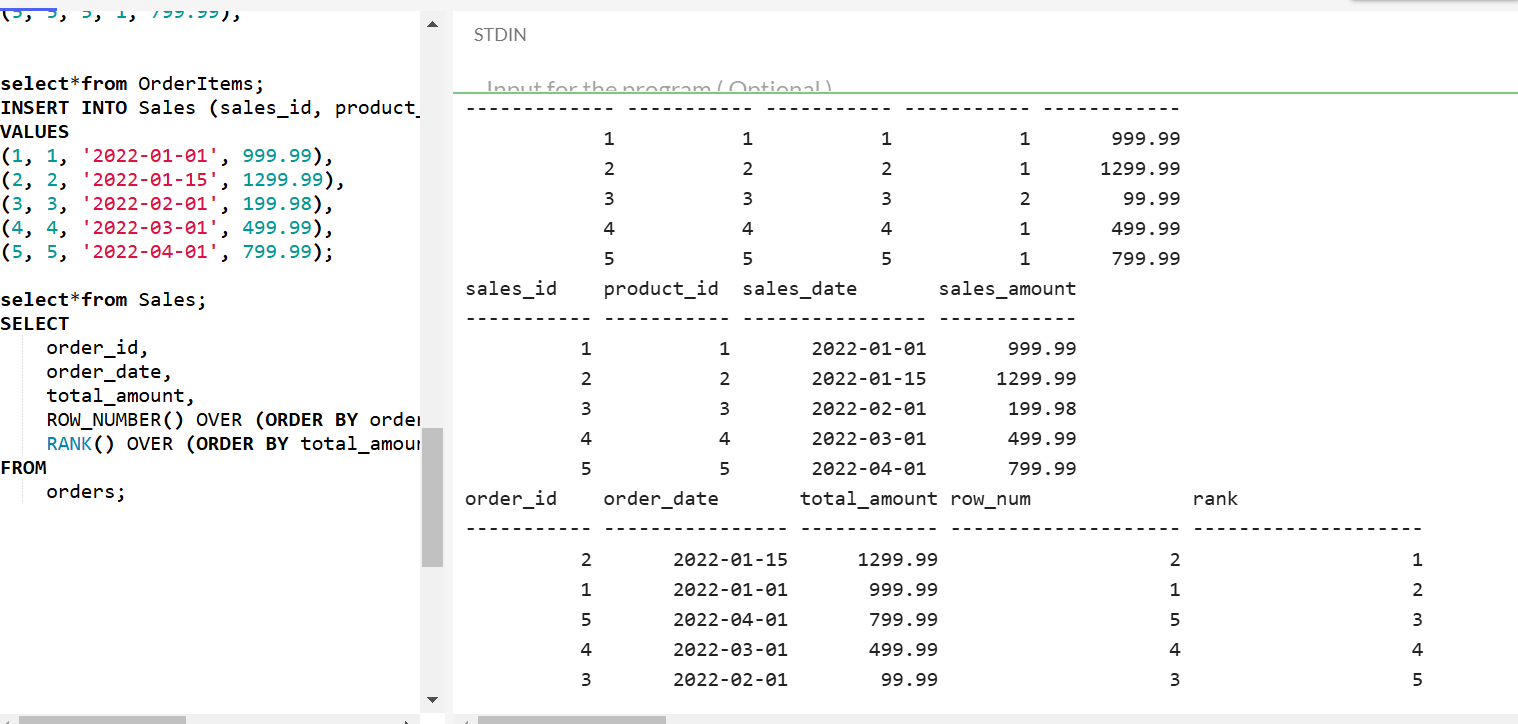 (5, 5, 5, 1, 799.99),
select*from OrderItems;
INSERT INTO Sales (sales_id, product_
VALUES
(1, 1, '2022-01-01', 999.99),
(2, 2, '2022-01-15', 1299.99),
(3, 3, '2022-02-01', 199.98),
(4, 4, '2022-03-01', 499.99),
(5, 5, '2022-04-01', 799.99);
select*from Sales;
SELECT
order_id,
order_date,
total_amount,
ROW_NUMBER() OVER (ORDER BY order
RANK() OVER (ORDER BY total_amoun
FROM
orders;
STDIN
Input for the program ( Optional )
------------- ----------- ----------- ----------- ------------
1 1 1 1 999.99
2 2 2 1 1299.99
3 3 3 2 99.99
4 4 4 1 499.99
5 5 5 1 799.99
sales_id product_id sales_date sales_amount
----------- ----------- ---------------- ------------
1 1 2022-01-01 999.99
2 2 2022-01-15 1299.99
3 3 2022-02-01 199.98
4 4 2022-03-01 499.99
5 5 2022-04-01 799.99
order_id order_date total_amount row_num rank
----------- ---------------- ------------ -------------------- --------------------
2 2022-01-15 1299.99 2 1
1 2022-01-01 999.99 1 2
5 2022-04-01 799.99 5 3
4 2022-03-01 499.99 4 4
3 2022-02-01 99.99 3 5